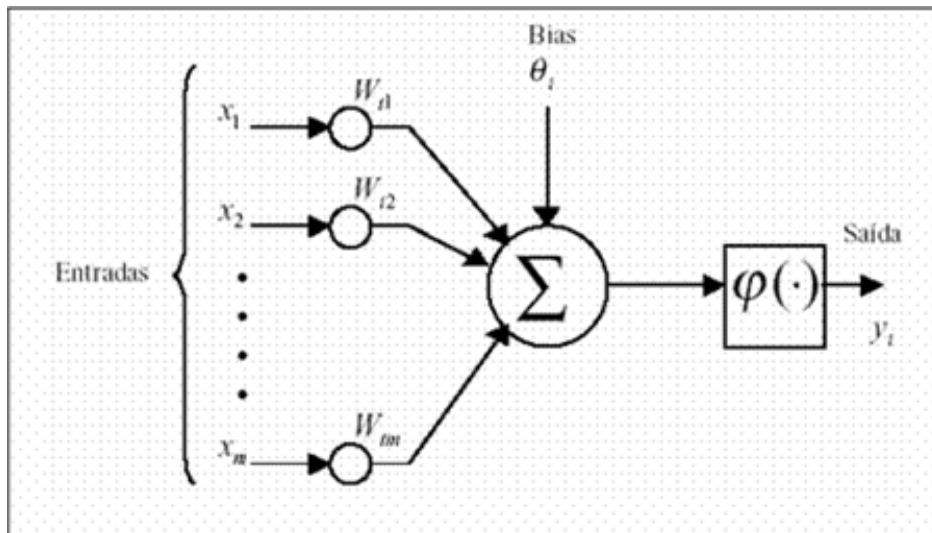 Bias
θᵢ
x₁
Wᵢ₁
x₂
Wᵢ₂
Entradas
Σ
φ(·)
Saída
yᵢ
xₘ
Wᵢₘ